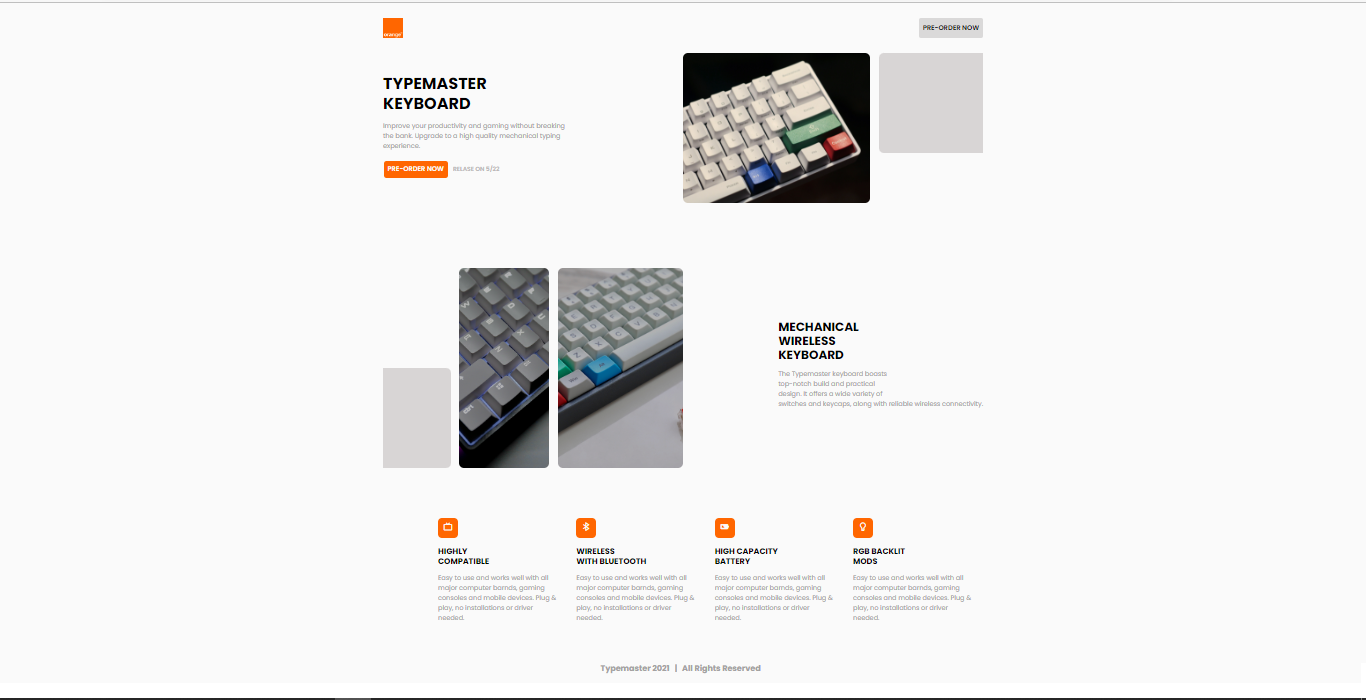 orange
PRE-ORDER NOW
TYPEMASTER
KEYBOARD
Improve your productivity and gaming without breaking
the bank. Upgrade to a high quality mechanical typing
experience.
PRE-ORDER NOW RELASE ON 5/22
MECHANICAL
WIRELESS
KEYBOARD
The Typemaster keyboard boasts
top-notch build and practical
design. It offers a wide variety of
switches and keycaps, along with reliable wireless connectivity.
HIGHLY
COMPATIBLE
Easy to use and works well with all
major computer barnds, gaming
consoles and mobile devices. Plug &
play, no installations or driver
needed.
WIRELESS
WITH BLUETOOTH
Easy to use and works well with all
major computer barnds, gaming
consoles and mobile devices. Plug &
play, no installations or driver
needed.
HIGH CAPACITY
BATTERY
Easy to use and works well with all
major computer barnds, gaming
consoles and mobile devices. Plug &
play, no installations or driver
needed.
RGB BACKLIT
MODS
Easy to use and works well with all
major computer barnds, gaming
consoles and mobile devices. Plug &
play, no installations or driver
needed.
Typemaster 2021 | All Rights Reserved